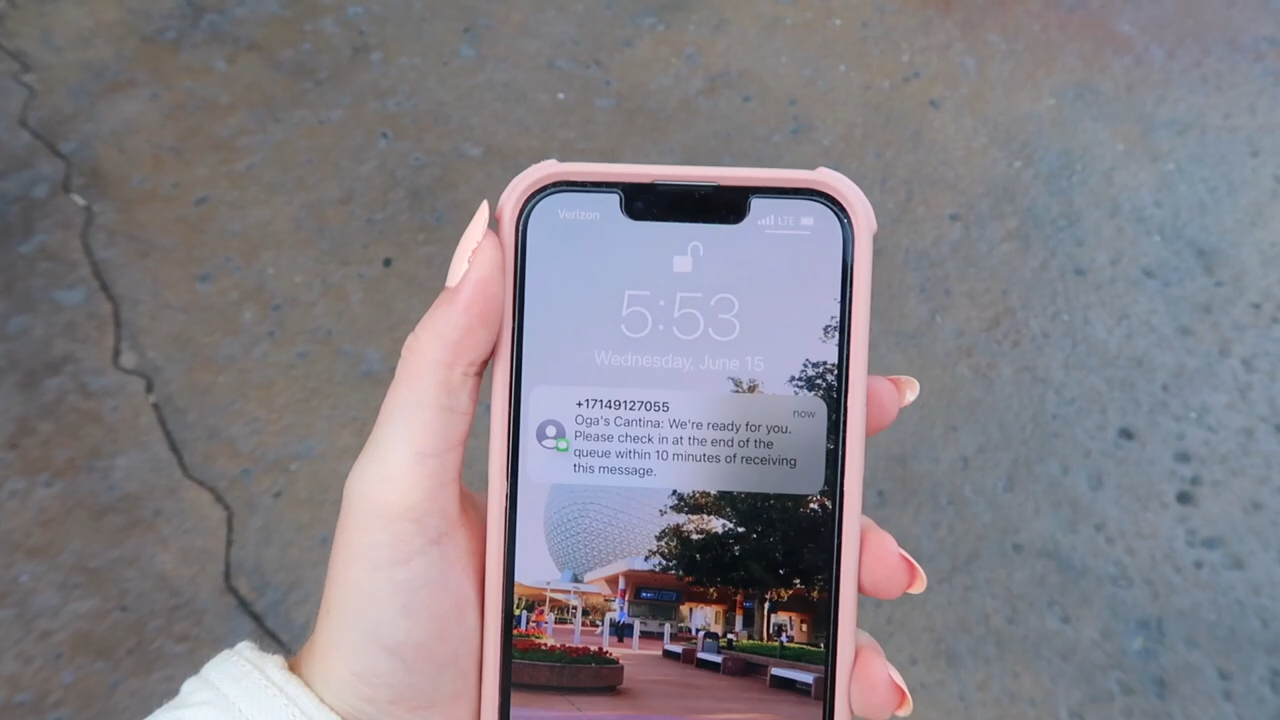 Verizon
LTE
5:53
Wednesday, June 15
+17149127055
now
Oga's Cantina: We're ready for you.
Please check in at the end of the
queue within 10 minutes of receiving
this message.